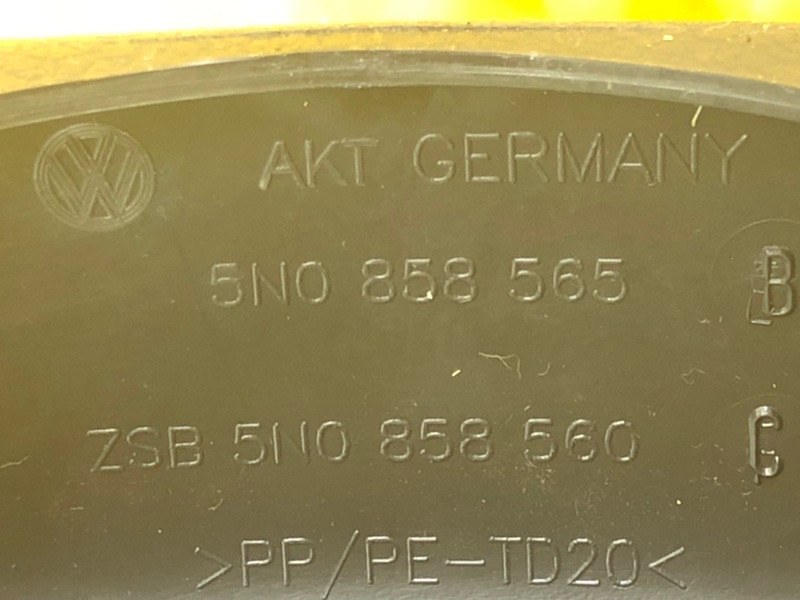 AKT GERMANY
5N0 858 565 B
ZSB 5N0 858 560 C
>PP/PE-TD20<